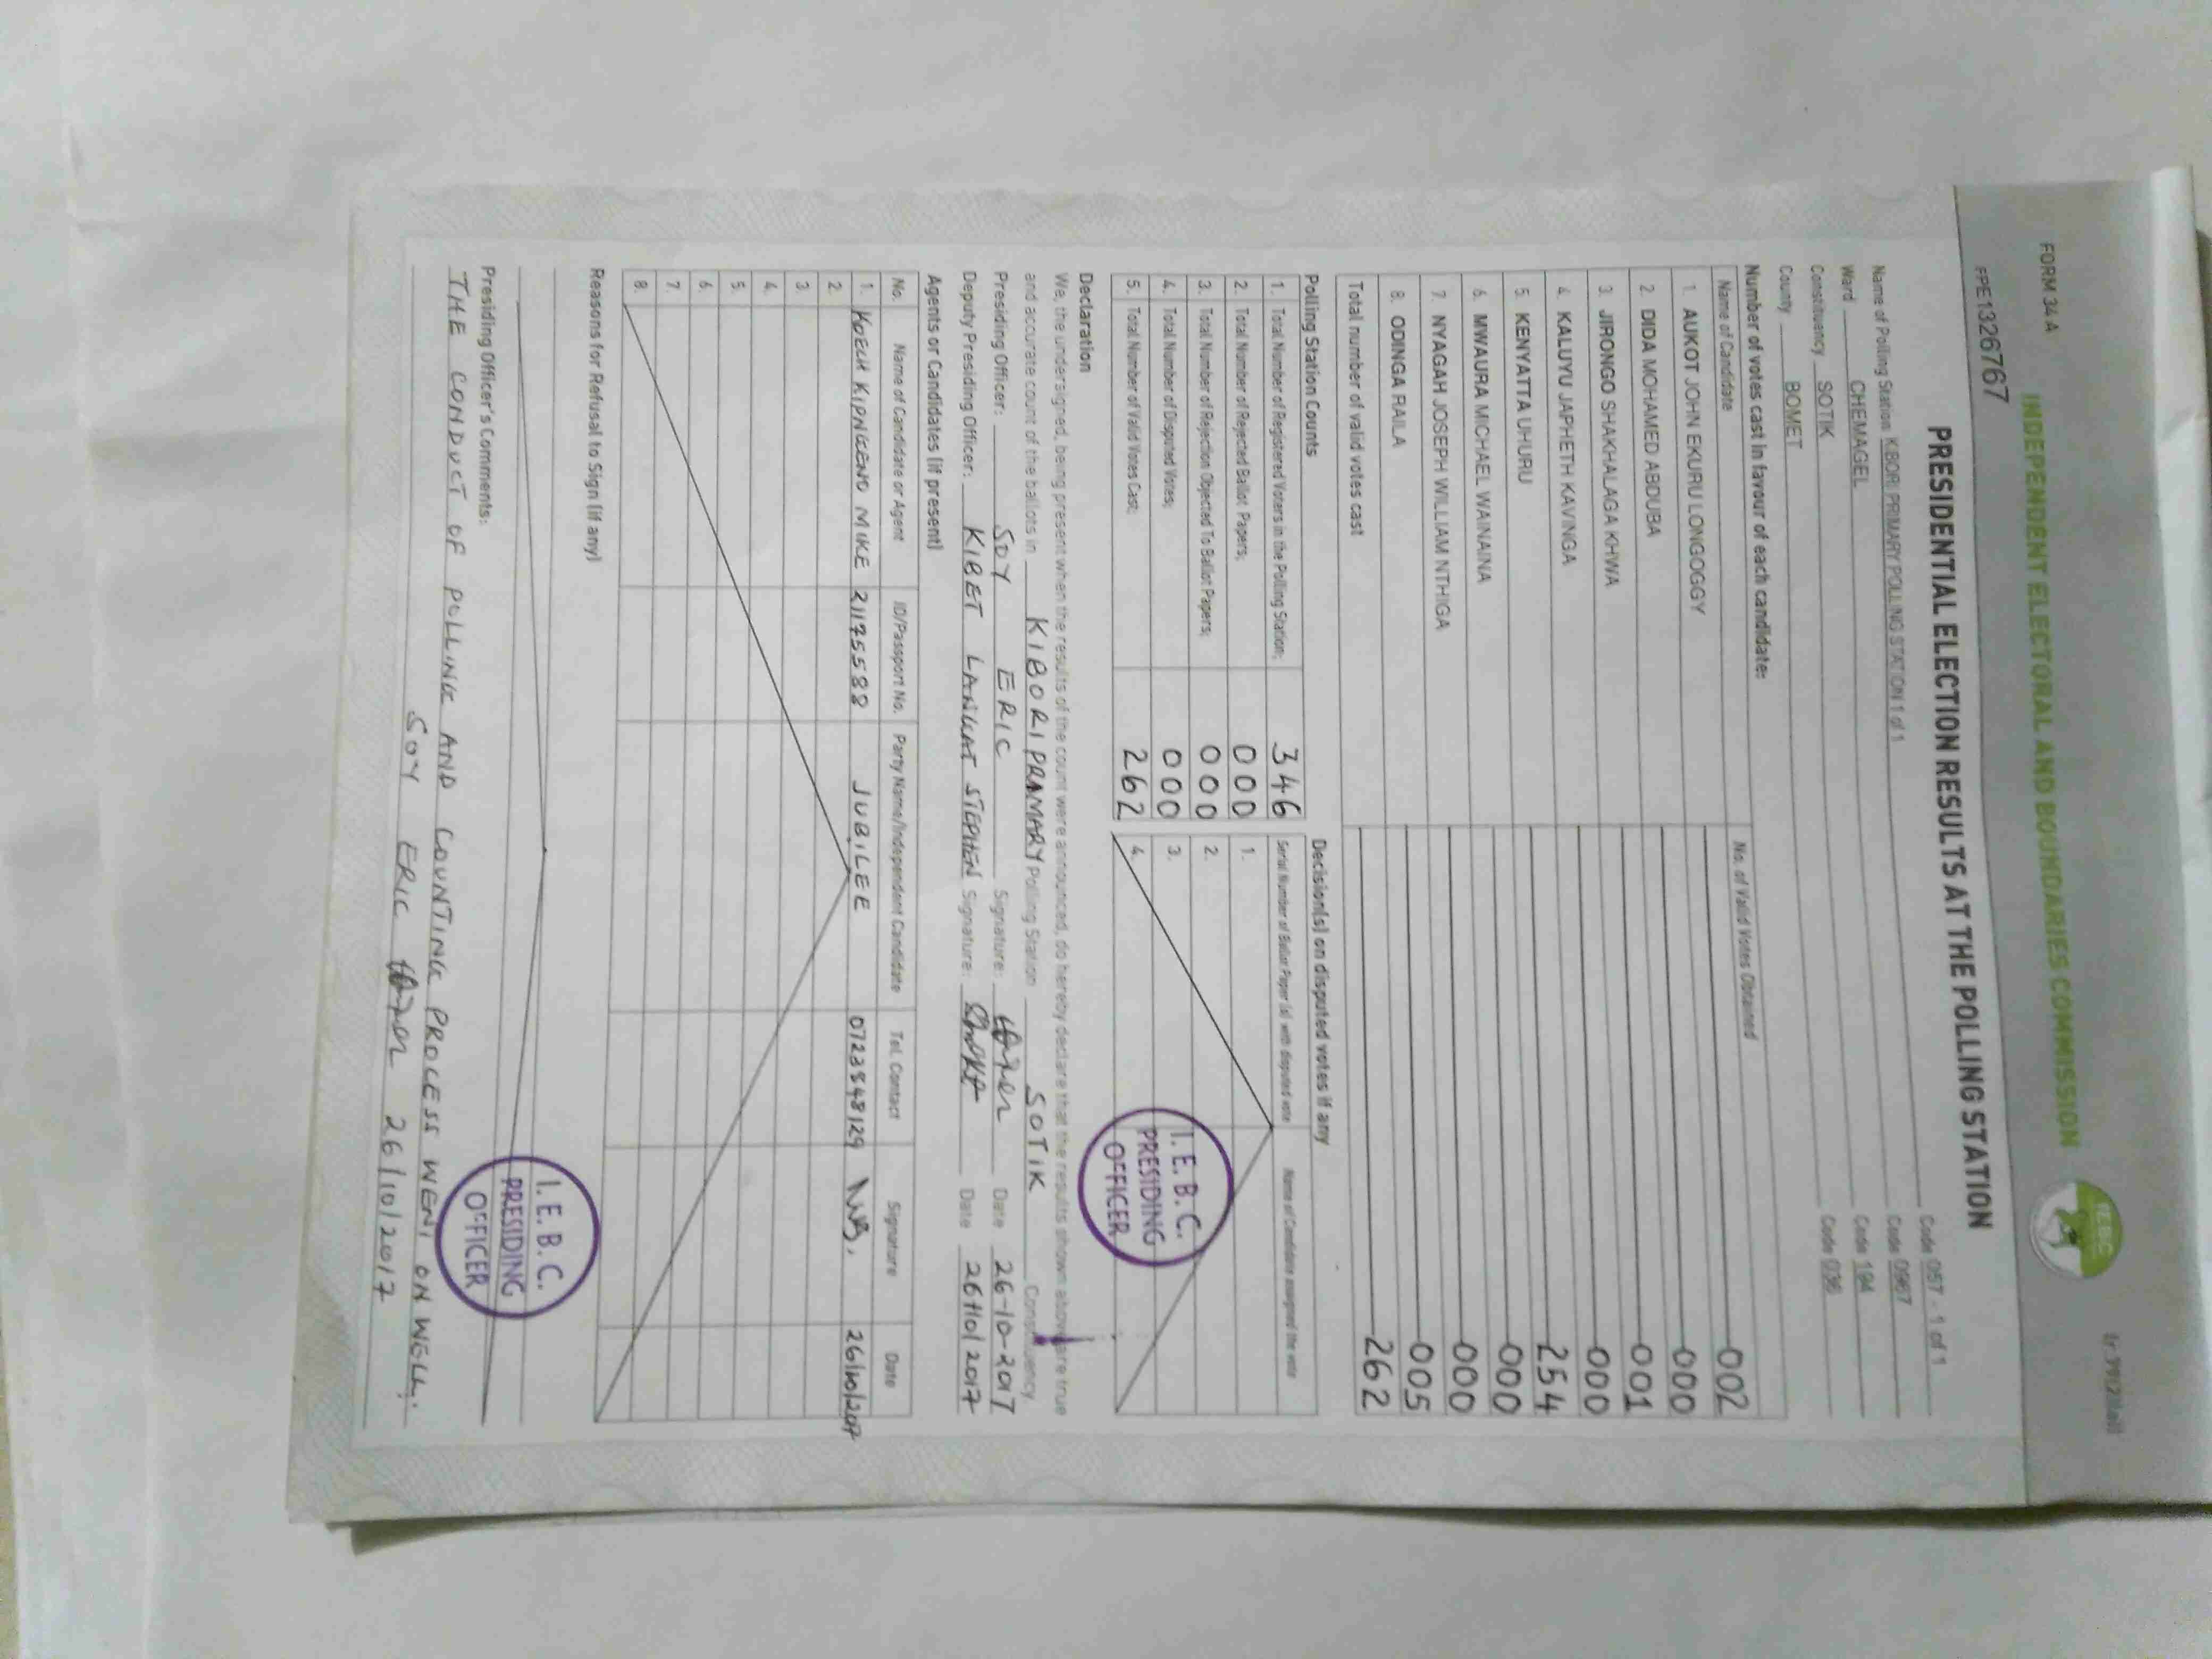 FORM 34 A
INDEPENDENT ELECTORAL AND BOUNDARIES COMMISSION
IEBC
FPE1326767
PRESIDENTIAL ELECTION RESULTS AT THE POLLING STATION
Name of Polling Station KIBORI PRIMARY POLLING STATION 1 of 1 Code 057 - 1 of 1
Ward CHEMAGEL Code 0967
Constituency SOTIK Code 194
County BOMET Code 036
Number of votes cast in favour of each candidate:
Name of Candidate No. of Valid Votes Obtained
1. AUKOT JOHN EKURU LONGOGGY 002
2. DIDA MOHAMED ABDUBA 000
3. JIRONGO SHAKHALAGA KHWA 001
4. KALUYU JAPHETH KAVINGA 000
5. KENYATTA UHURU 254
6. MWAURA MICHAEL WAINAINA 000
7. NYAGAH JOSEPH WILLIAM NTHIGA 000
8. ODINGA RAILA 005
Total number of valid votes cast 262
Polling Station Counts Decision(s) on disputed votes if any
1. Total Number of Registered Voters in the Polling Station; 346 Serial Number of Ballot Paper (s) with disputed vote Name of Candidate assigned the vote
2. Total Number of Rejected Ballot Papers; 000 1.
3. Total Number of Rejection Objected To Ballot Papers; 000 2.
4. Total Number of Disputed Votes; 000 3.
5. Total Number of Valid Votes Cast; 262 4.
I.E.B.C.
PRESIDING
OFFICER
Declaration
We, the undersigned, being present when the results of the count were announced, do hereby declare that the results shown above are true
and accurate count of the ballots in KIBORI PRAMARY Polling Station SOTIK Constituency.
Presiding Officer: SOY ERIC Signature: Date 26-10-2017
Deputy Presiding Officer: KIBET LANGAT STEPHEN Signature: Date 26/10/2017
Agents or Candidates (if present)
No. Name of Candidate or Agent ID/Passport No. Party Name/Independent Candidate Tel. Contact Signature Date
1. KOECH KIPNGENO MIKE 21175588 JUBILEE 0723548129 26/10/2017
2.
3.
4.
5.
6.
7.
8.
Reasons for Refusal to Sign (if any)
I.E.B.C.
PRESIDING
OFFICER
Presiding Officer's Comments:
THE CONDUCT OF POLLING AND COUNTING PROCESS WENT ON WELL.
SOY ERIC 26/10/2017